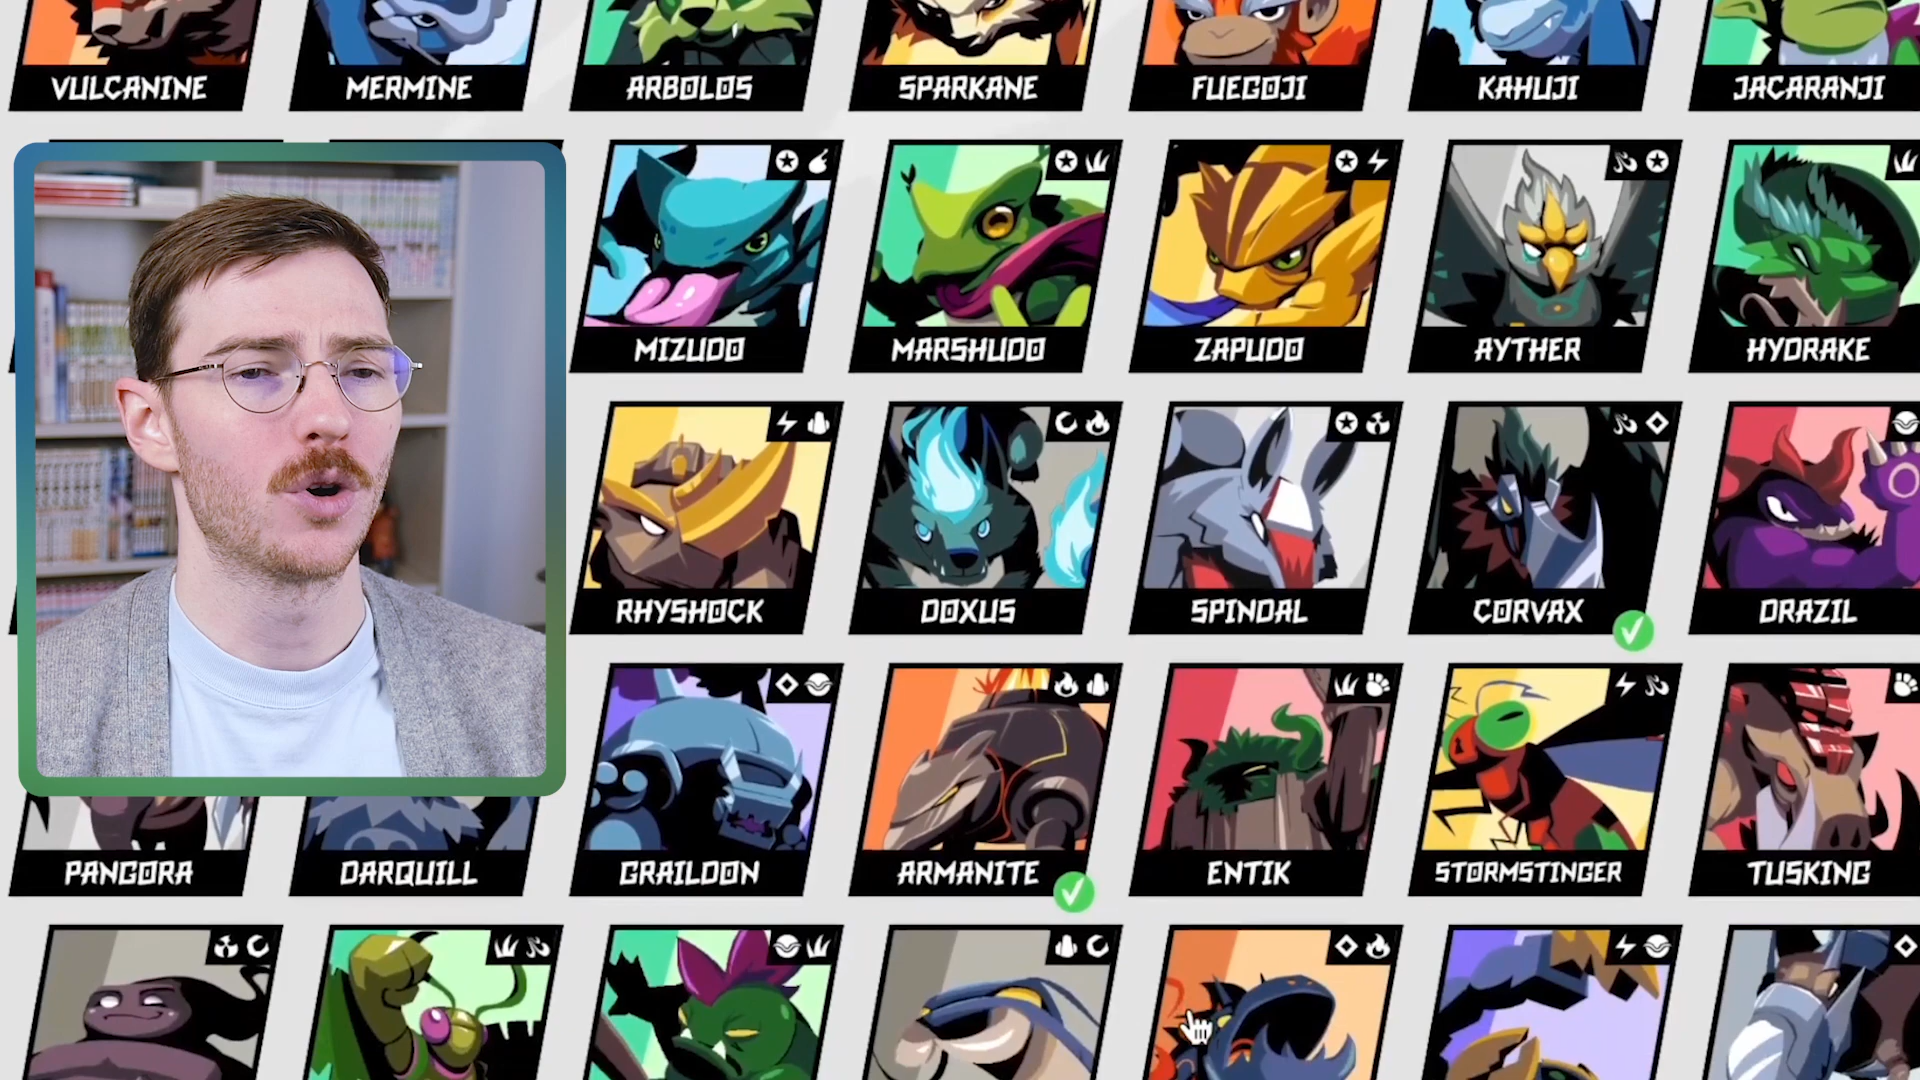 VULCANINE MERMINE ARBOLOS SPARKANE FUEGOJI KAHUJI JACARANJI
MIZUDO MARSHUDO ZAPUDO AYTHER HYDRAKE
RHYSHOCK DOXUS SPINDAL CORVAX DRAZIL
PANGORA DARQUILL GRAILDON ARMANITE ENTIK STORMSTINGER TUSKING